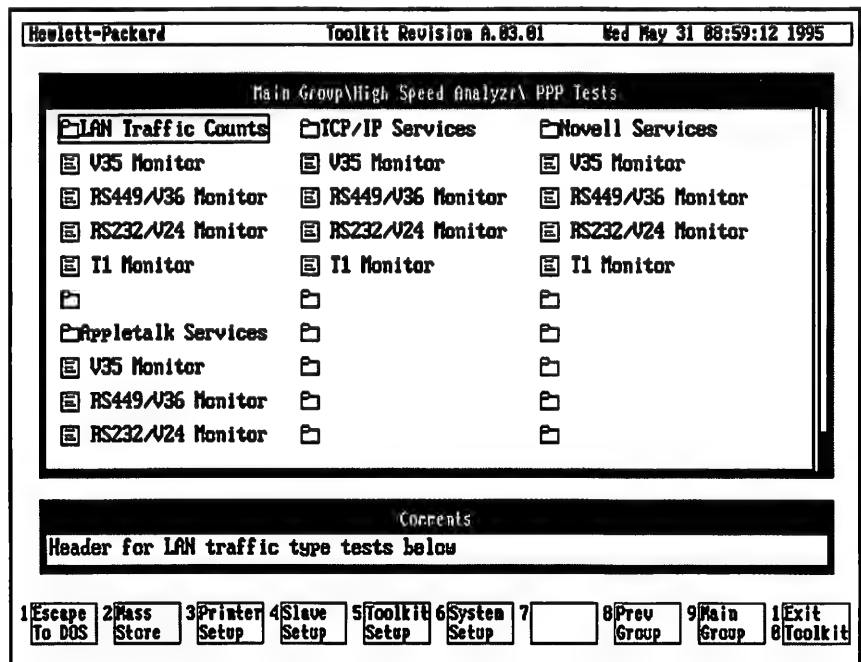 Hewlett-Packard Toolkit Revision A.03.01 Wed May 31 08:59:12 1995
Main Group\High Speed Analyzr\ PPP Tests
LAN Traffic Counts TCP/IP Services Novell Services
V35 Monitor V35 Monitor V35 Monitor
RS449/V36 Monitor RS449/V36 Monitor RS449/V36 Monitor
RS232/V24 Monitor RS232/V24 Monitor RS232/V24 Monitor
T1 Monitor T1 Monitor T1 Monitor
Appletalk Services
V35 Monitor
RS449/V36 Monitor
RS232/V24 Monitor
Comments
Header for LAN traffic type tests below
1 Escape 2 Mass 3 Printer 4 Slave 5 Toolkit 6 System 7 8 Prev 9 Main 1 Exit
To DOS Store Setup Setup Setup Setup Group Group 0 Toolkit